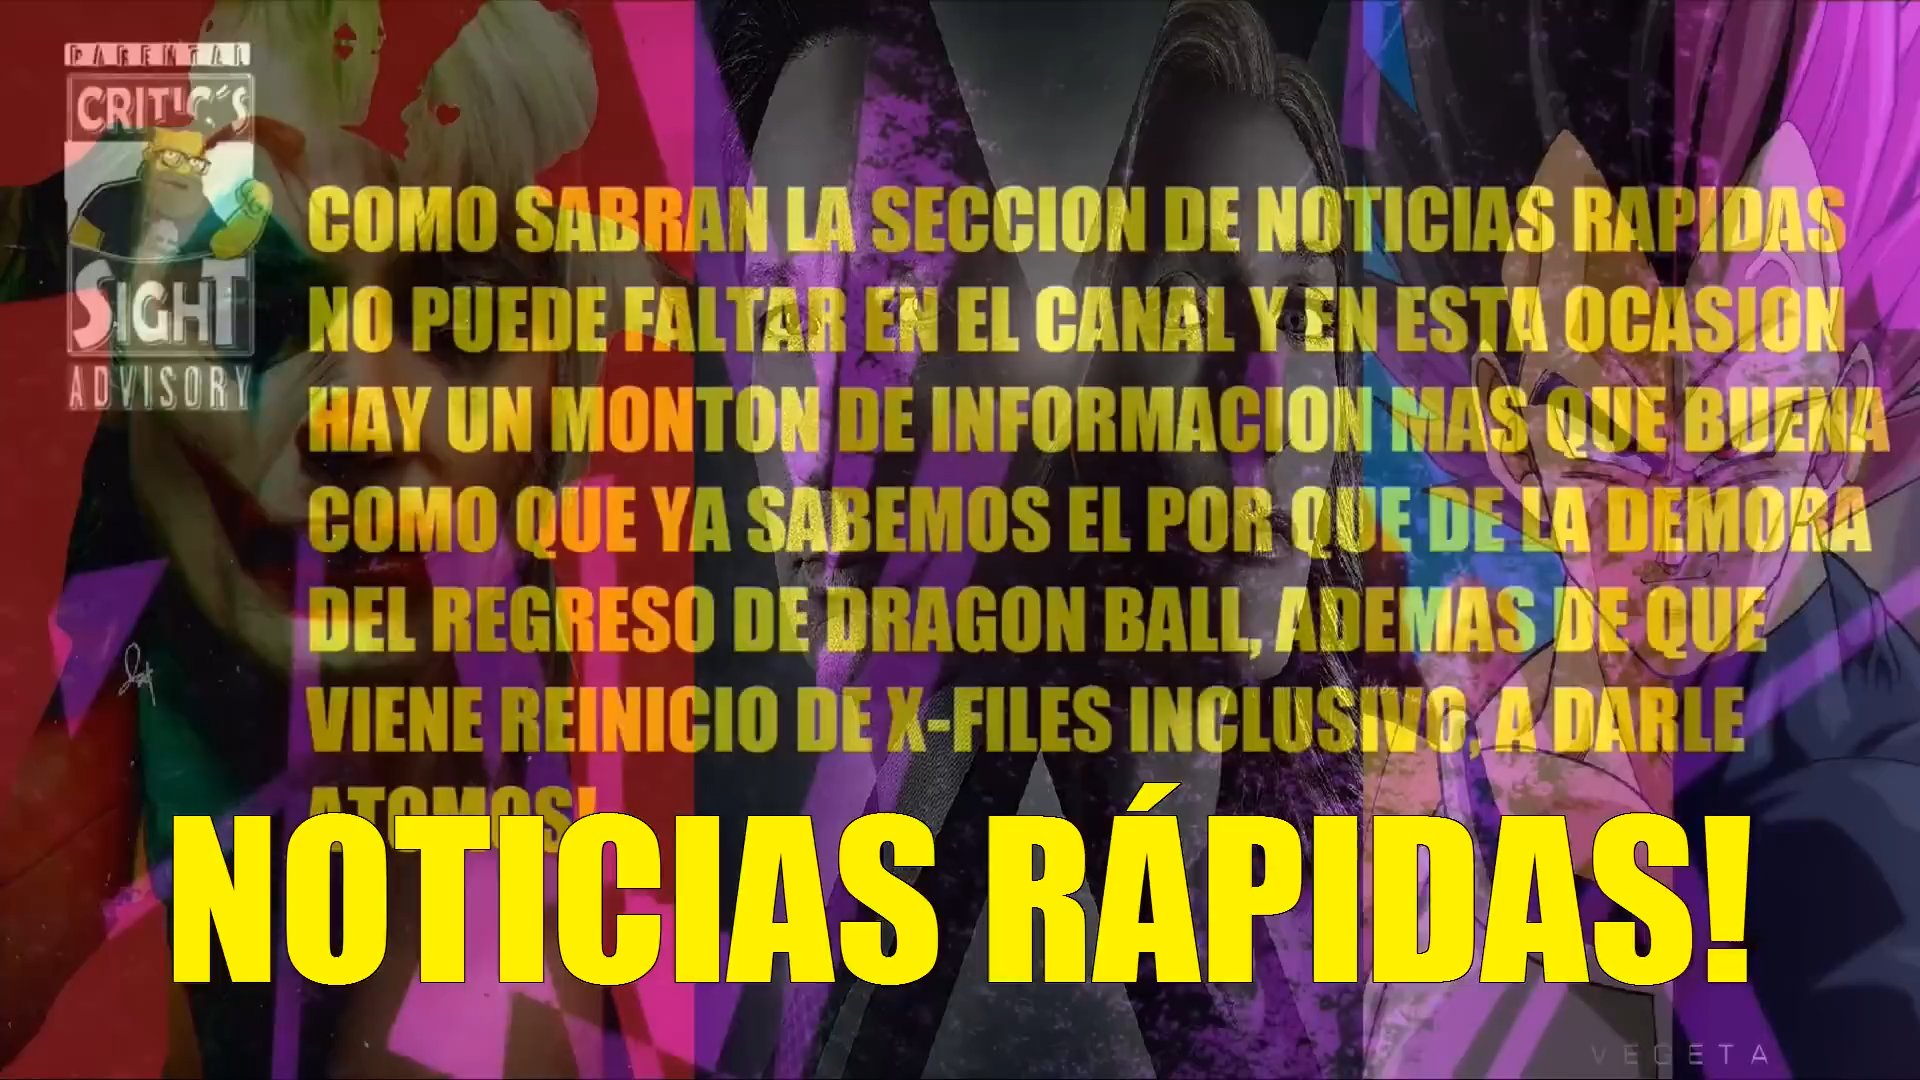 PARENTAL
CRITIC'S
SIGHT
ADVISORY
COMO SABRAN LA SECCION DE NOTICIAS RAPIDAS
NO PUEDE FALTAR EN EL CANAL Y EN ESTA OCASION
HAY UN MONTON DE INFORMACION MAS QUE BUENA
COMO QUE YA SABEMOS EL POR QUE DE LA DEMORA
DEL REGRESO DE DRAGON BALL, ADEMAS DE QUE
VIENE REINICIO DE X-FILES INCLUSIVO, A DARLE
ATOMOS!
NOTICIAS RÁPIDAS!
VEGETA